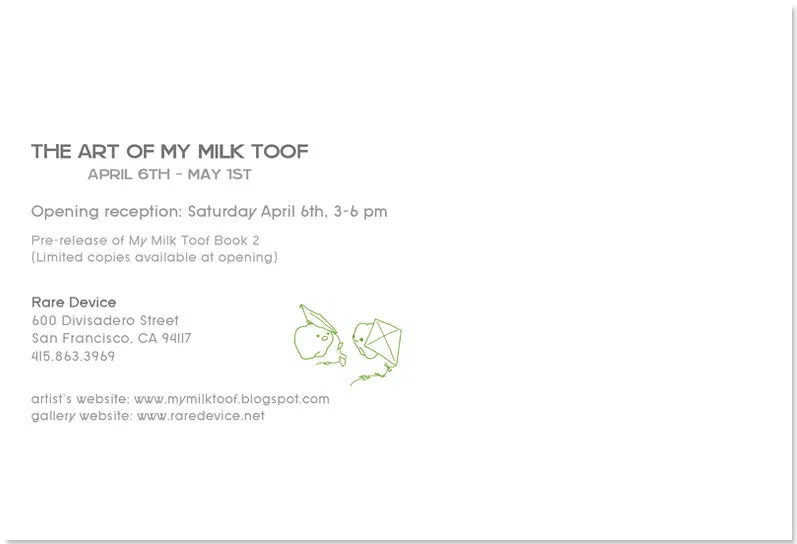 THE ART OF MY MILK TOOF
APRIL 6TH - MAY 1ST
Opening reception: Saturday April 6th, 3-6 pm
Pre-release of My Milk Toof Book 2
(Limited copies available at opening)
Rare Device
600 Divisadero Street
San Francisco, CA 94117
415.863.3969
artist's website: www.mymilktoof.blogspot.com
gallery website: www.raredevice.net